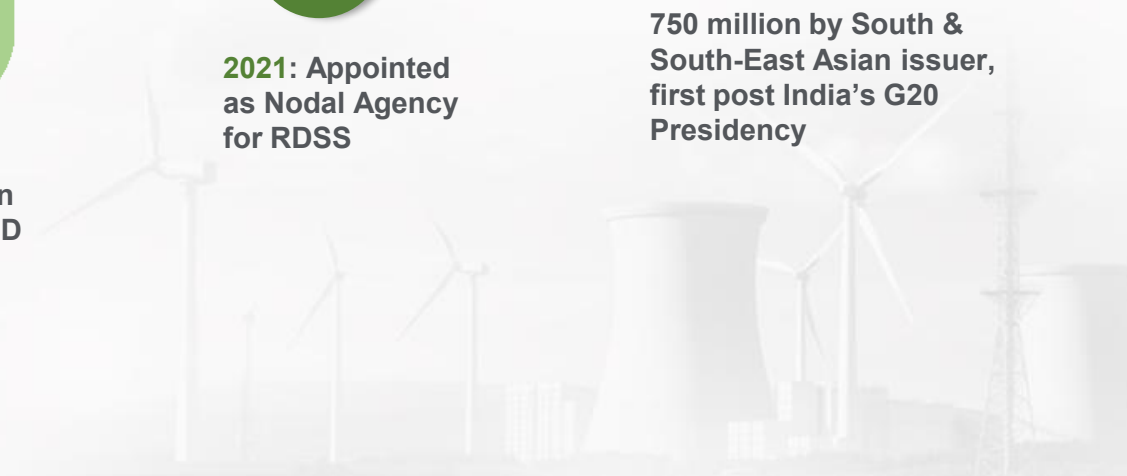 2021: Appointed
as Nodal Agency
for RDSS
750 million by South &
South-East Asian issuer,
first post India's G20
Presidency
n
D